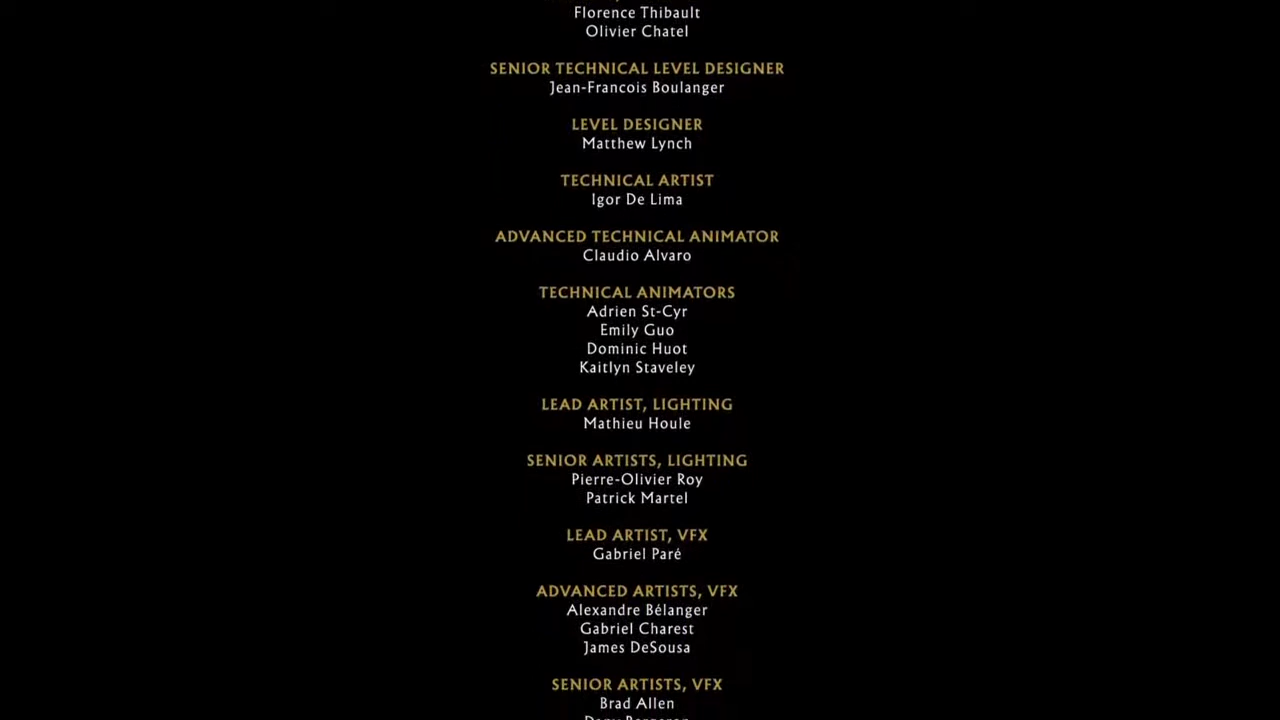 Florence Thibault
Olivier Chatel
SENIOR TECHNICAL LEVEL DESIGNER
Jean-Francois Boulanger
LEVEL DESIGNER
Matthew Lynch
TECHNICAL ARTIST
Igor De Lima
ADVANCED TECHNICAL ANIMATOR
Claudio Alvaro
TECHNICAL ANIMATORS
Adrien St-Cyr
Emily Guo
Dominic Huot
Kaitlyn Staveley
LEAD ARTIST, LIGHTING
Mathieu Houle
SENIOR ARTISTS, LIGHTING
Pierre-Olivier Roy
Patrick Martel
LEAD ARTIST, VFX
Gabriel Paré
ADVANCED ARTISTS, VFX
Alexandre Bélanger
Gabriel Charest
James DeSousa
SENIOR ARTISTS, VFX
Brad Allen